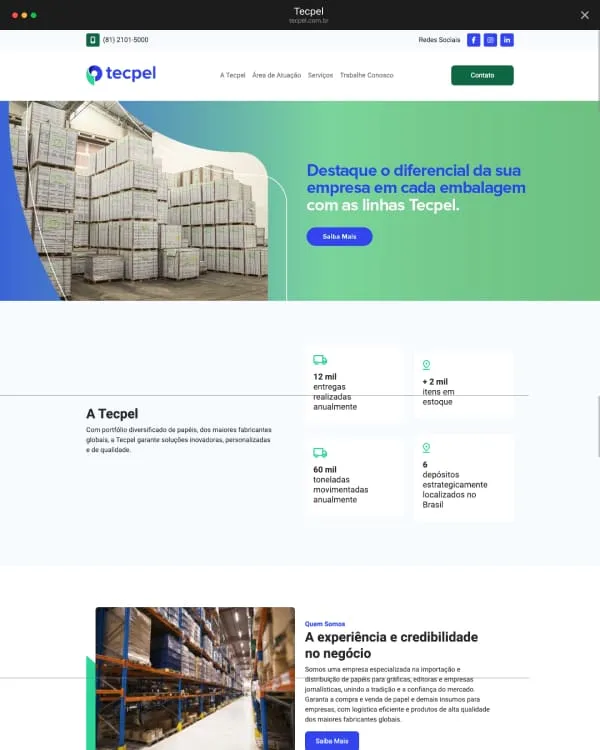 Tecpel
tecpel.com.br
(81) 2101-5000
Redes Sociais
tecpel
A Tecpel Área de Atuação Serviços Trabalhe Conosco
Contato
Destaque o diferencial da sua
empresa em cada embalagem
com as linhas Tecpel.
Saiba Mais
A Tecpel
Com portfólio diversificado de papéis, dos maiores fabricantes
globais, a Tecpel garante soluções inovadoras, personalizadas
e de qualidade.
12 mil
entregas
realizadas
anualmente
+ 2 mil
itens em
estoque
60 mil
toneladas
movimentadas
anualmente
6
depósitos
estrategicamente
localizados no
Brasil
Quem Somos
A experiência e credibilidade
no negócio
Somos uma empresa especializada na importação e
distribuição de papéis para gráficas, editoras e empresas
jornalísticas, unindo a tradição e a confiança do mercado.
Garanta a compra e venda de papel e demais insumos para
empresas, com logística eficiente e produtos de alta qualidade
dos maiores fabricantes globais.
Saiba Mais